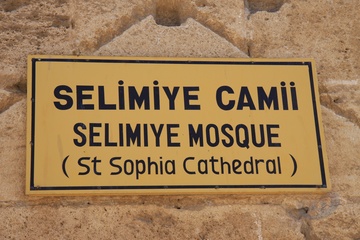 SELİMİYE CAMİİ
SELIMIYE MOSQUE
( St Sophia Cathedral )